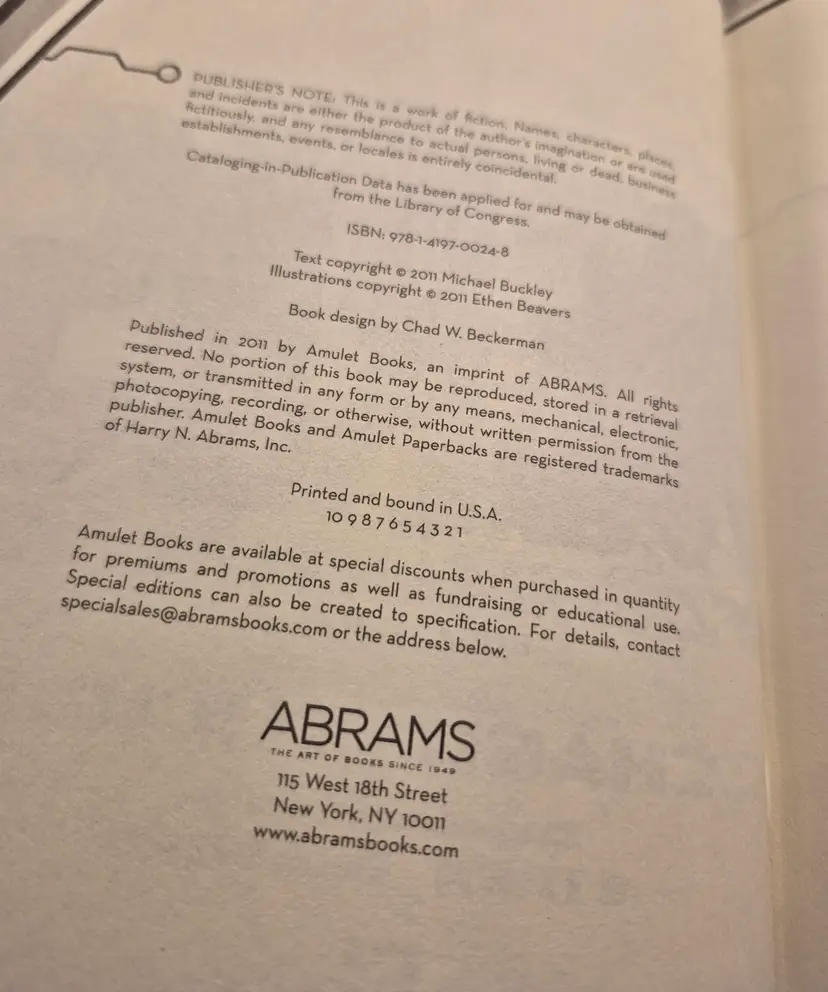 PUBLISHER'S NOTE: This is a work of fiction. Names, characters, places,
and incidents are either the product of the author's imagination or are used
fictitiously, and any resemblance to actual persons, living or dead, business
establishments, events, or locales is entirely coincidental.
Cataloging-in-Publication Data has been applied for and may be obtained
from the Library of Congress.
ISBN: 978-1-4197-0024-8
Text copyright © 2011 Michael Buckley
Illustrations copyright © 2011 Ethen Beavers
Book design by Chad W. Beckerman
Published in 2011 by Amulet Books, an imprint of ABRAMS. All rights
reserved. No portion of this book may be reproduced, stored in a retrieval
system, or transmitted in any form or by any means, mechanical, electronic,
photocopying, recording, or otherwise, without written permission from the
publisher. Amulet Books and Amulet Paperbacks are registered trademarks
of Harry N. Abrams, Inc.
Printed and bound in U.S.A.
10 9 8 7 6 5 4 3 2 1
Amulet Books are available at special discounts when purchased in quantity
for premiums and promotions as well as fundraising or educational use.
Special editions can also be created to specification. For details, contact
specialsales@abramsbooks.com or the address below.
ABRAMS
THE ART OF BOOKS SINCE 1949
115 West 18th Street
New York, NY 10011
www.abramsbooks.com